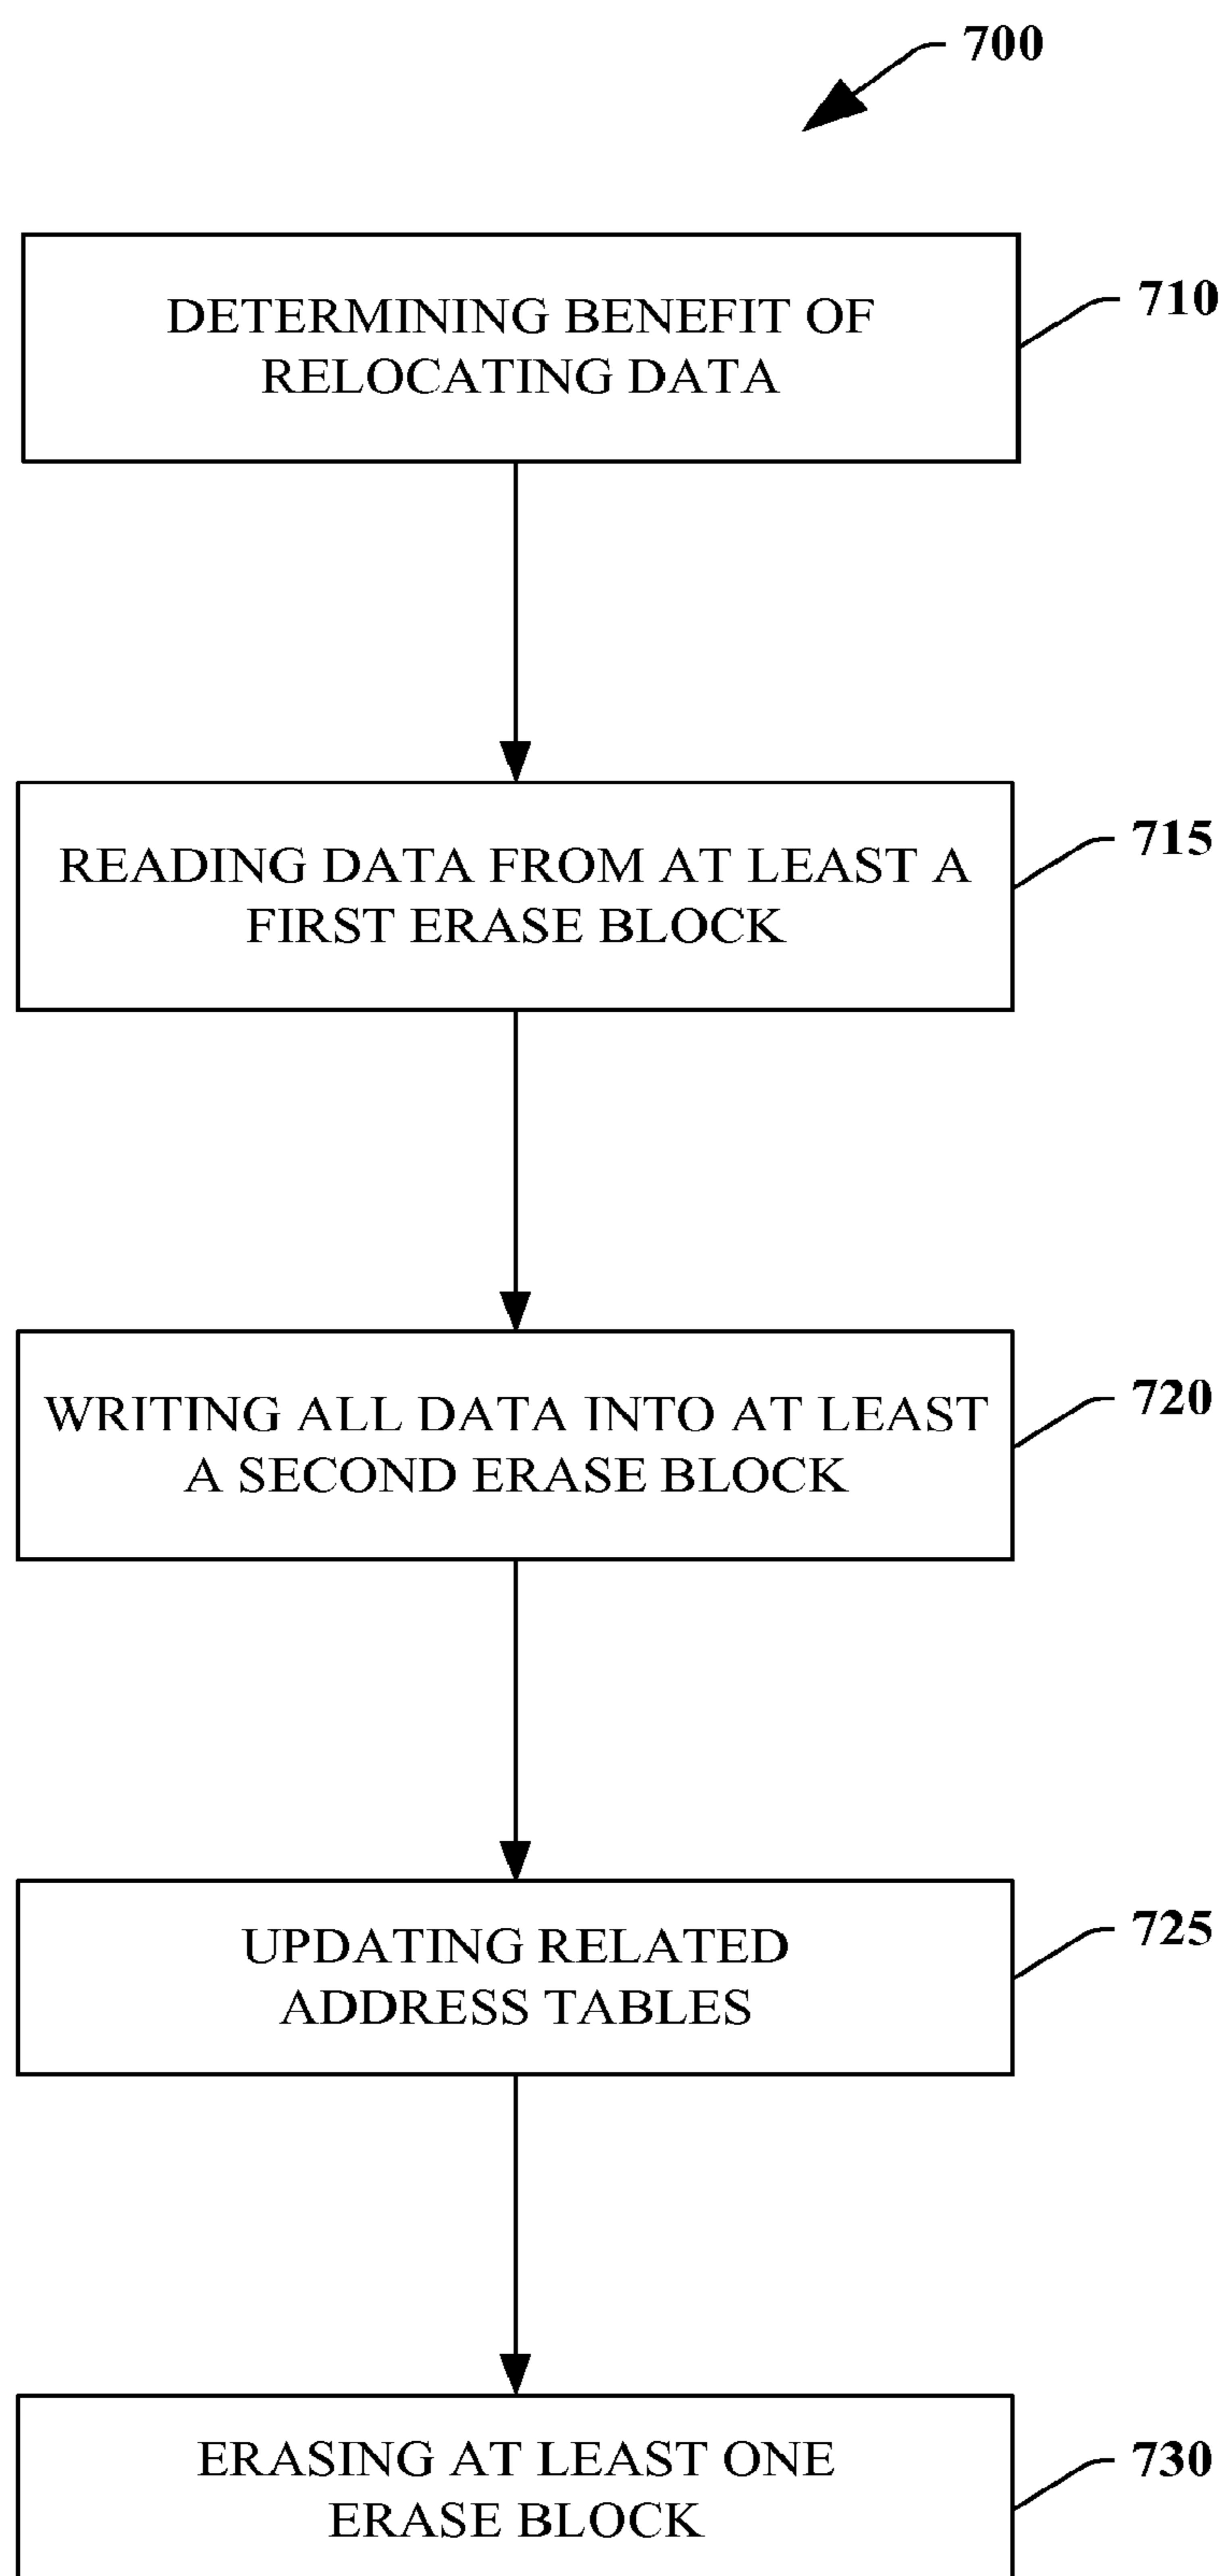 700
DETERMINING BENEFIT OF
RELOCATING DATA
710
READING DATA FROM AT LEAST A
FIRST ERASE BLOCK
715
WRITING ALL DATA INTO AT LEAST
A SECOND ERASE BLOCK
720
UPDATING RELATED
ADDRESS TABLES
725
ERASING AT LEAST ONE
ERASE BLOCK
730